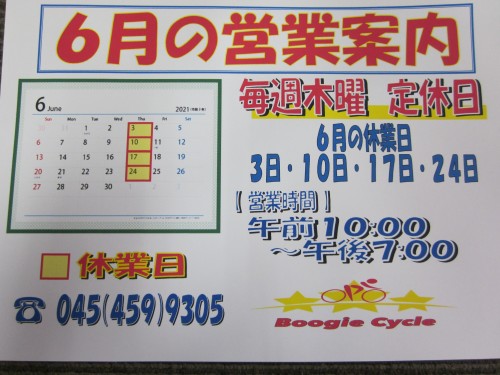 6月の営業案内
6 June 2021
Sun Mon Tue Wed Thu Fri Sat
1 2 3 4 5
6 7 8 9 10 11 12
13 14 15 16 17 18 19
20 21 22 23 24 25 26
27 28 29 30
休業日
☎ 045(459)9305
毎週木曜 定休日
6月の休業日
3日・10日・17日・24日
【営業時間】
午前10:00
～午後7:00
Boogie Cycle